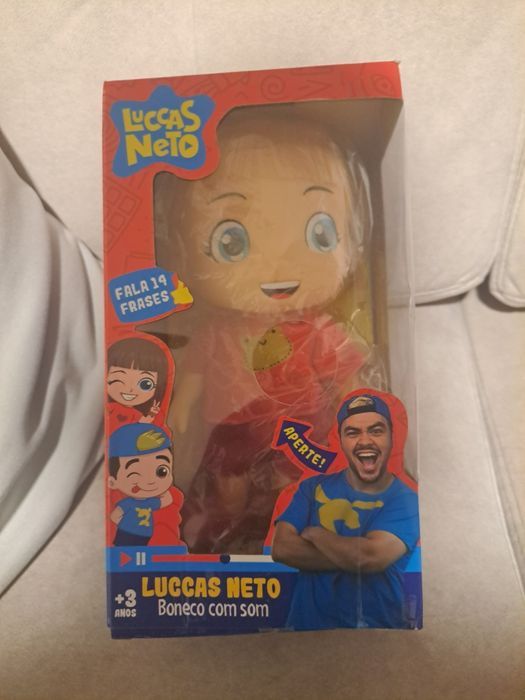 LUCCAS
NETO
FALA 14
FRASES
APERTE!
+3
ANOS
LUCCAS NETO
Boneco com som